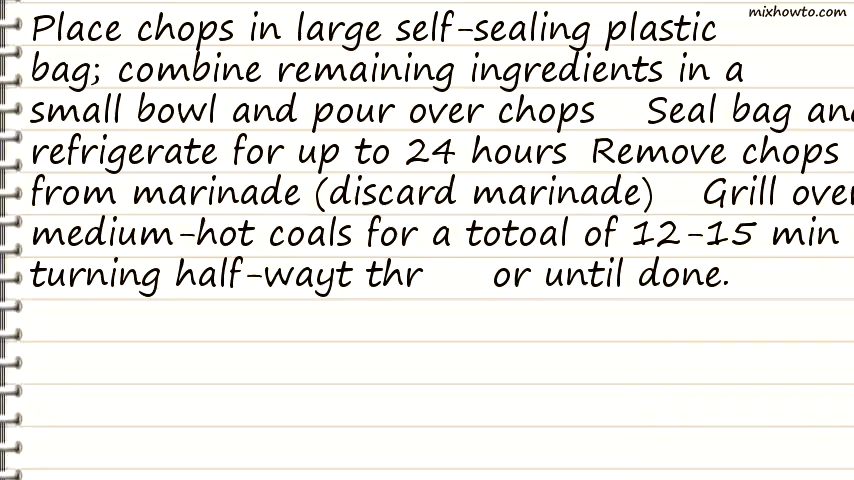 mixhowto.com
Place chops in large self-sealing plastic
bag; combine remaining ingredients in a
small bowl and pour over chops Seal bag
refrigerate for up to 24 hours Remove chops
from marinade (discard marinade) Grill
medium-hot coals for a totoal of 12-15 min
turning half-wayt thr or until done.